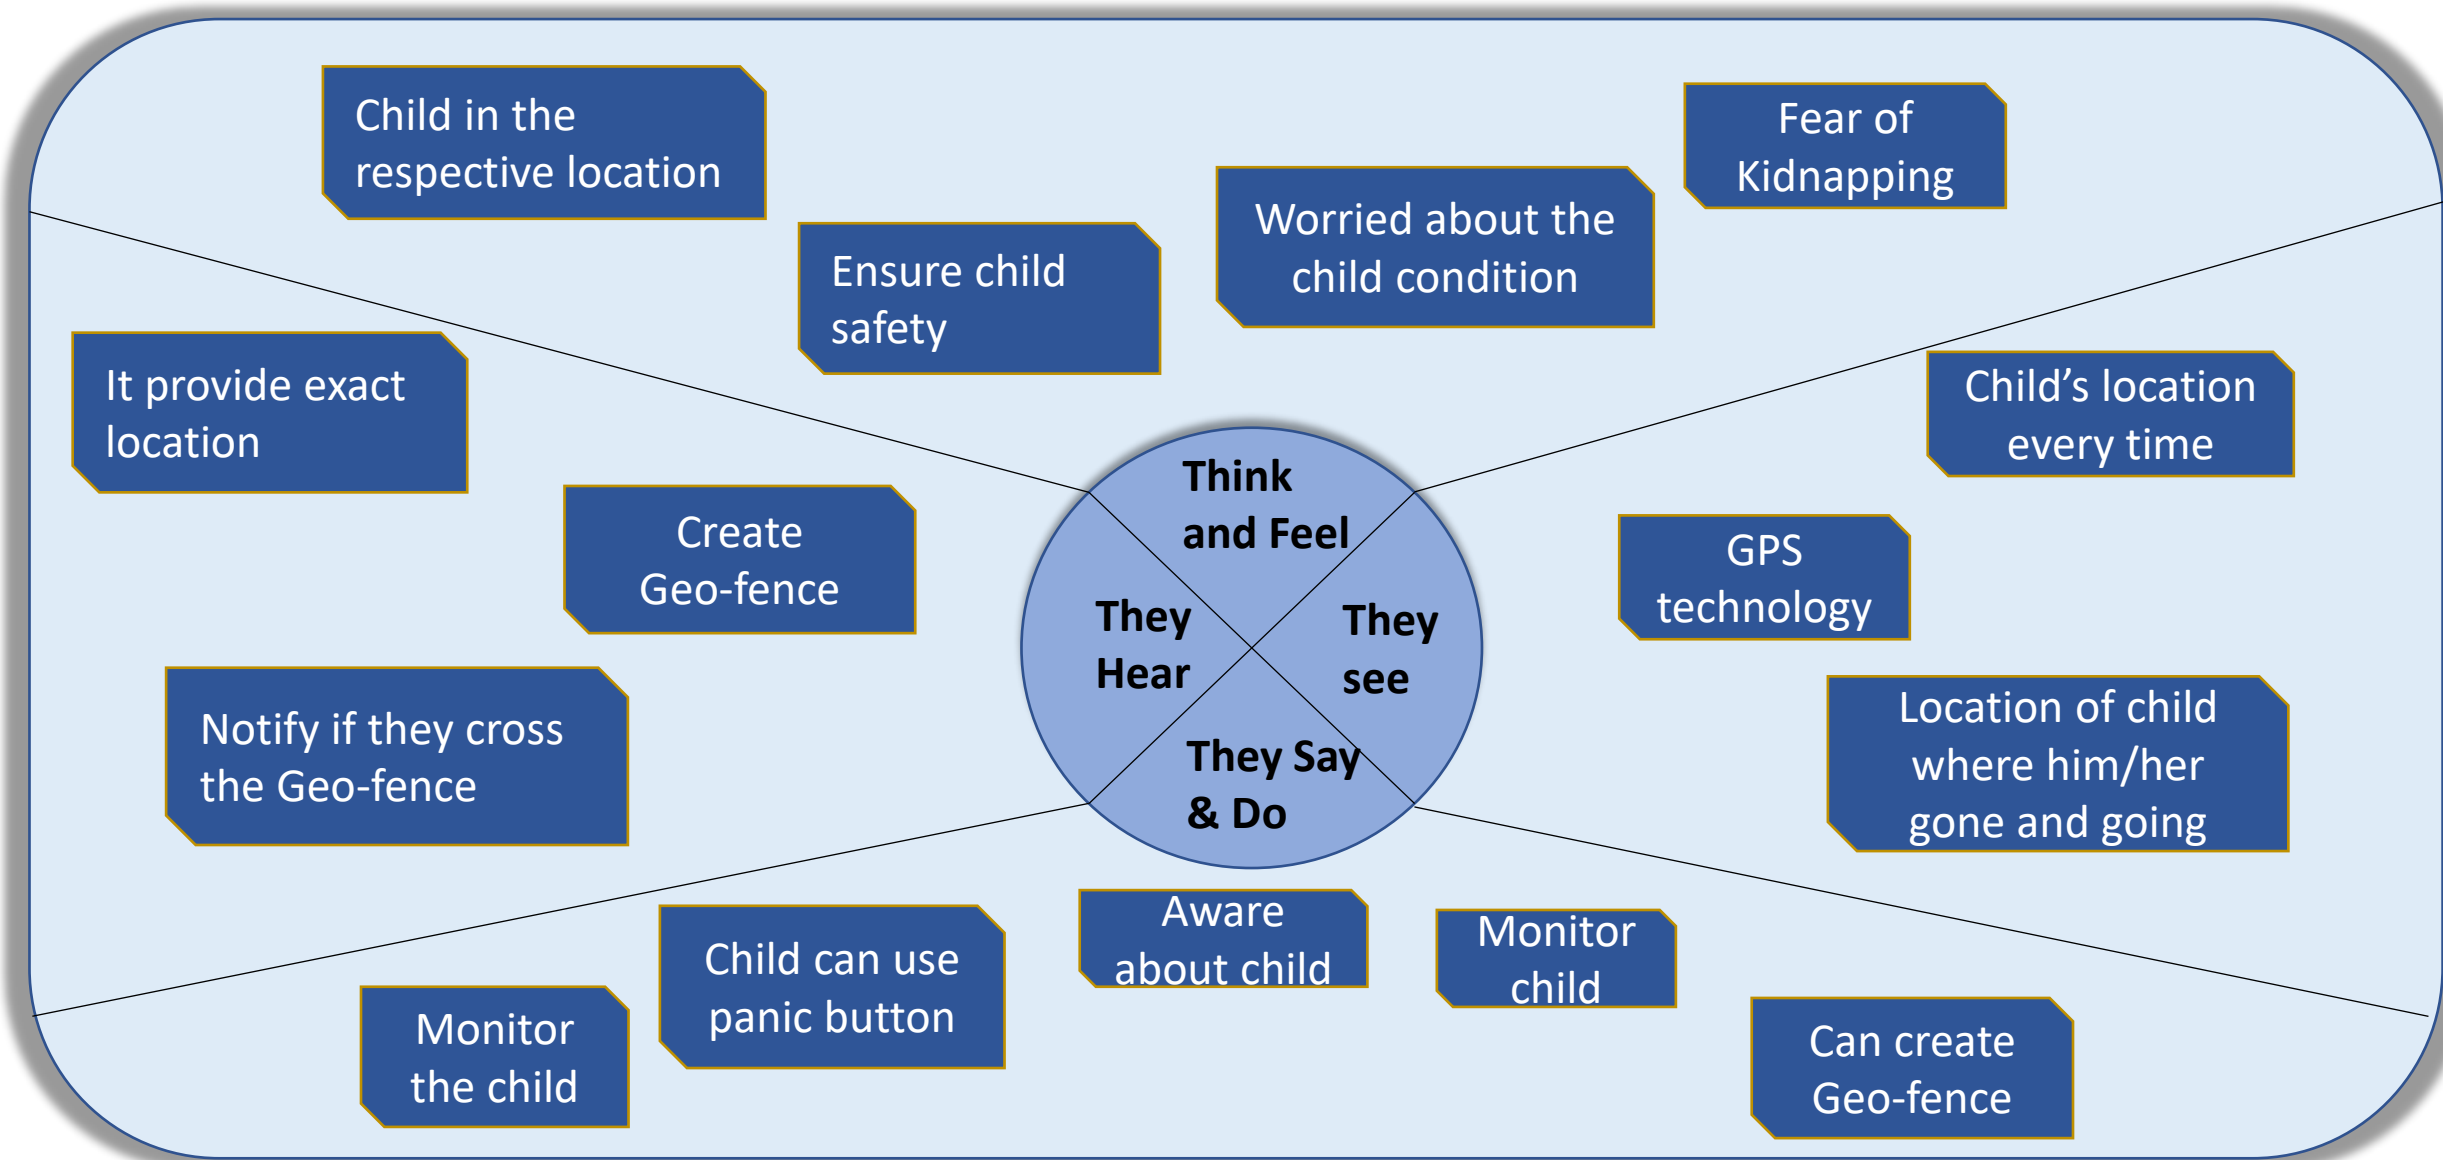 Child in the
respective location
Ensure child
safety
Worried about the
child condition
Fear of
Kidnapping
It provide exact
location
Create
Geo-fence
Notify if they cross
the Geo-fence
Think
and Feel
They
Hear
They
see
They Say
& Do
Child’s location
every time
GPS
technology
Location of child
where him/her
gone and going
Monitor
the child
Child can use
panic button
Aware
about child
Monitor
child
Can create
Geo-fence